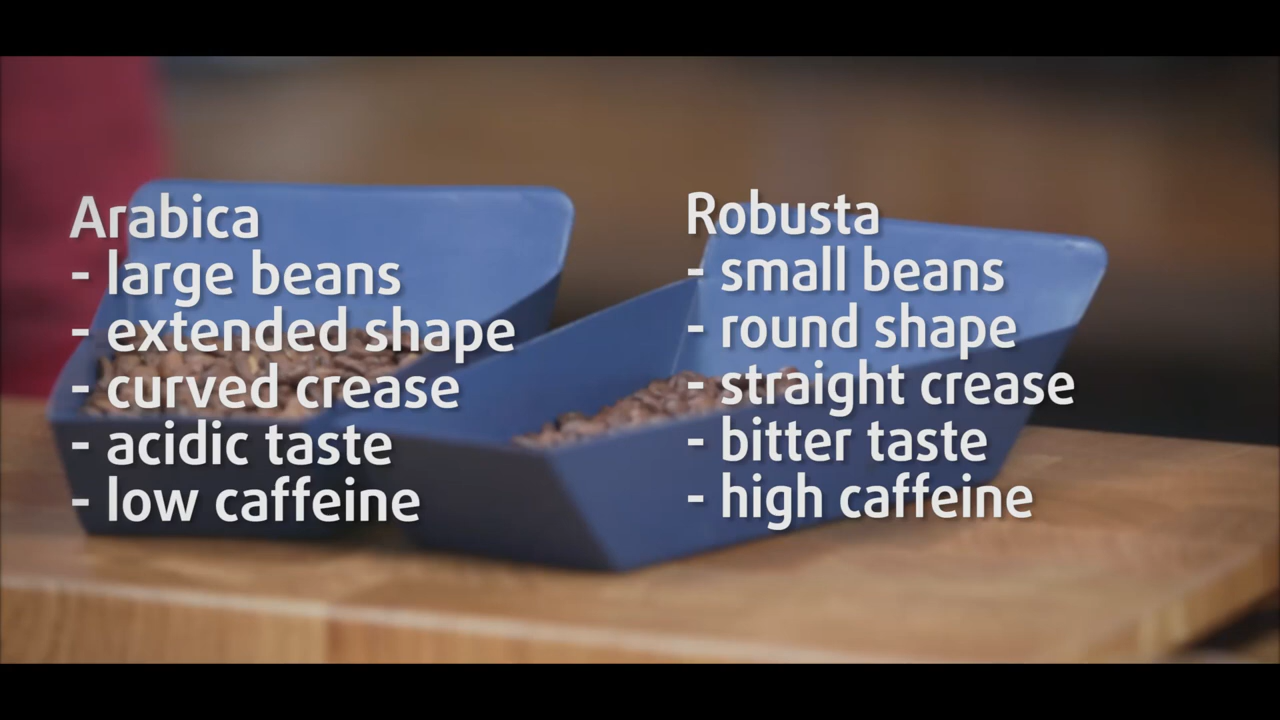 Arabica
- large beans
- extended shape
- curved crease
- acidic taste
- low caffeine
Robusta
- small beans
- round shape
- straight crease
- bitter taste
- high caffeine